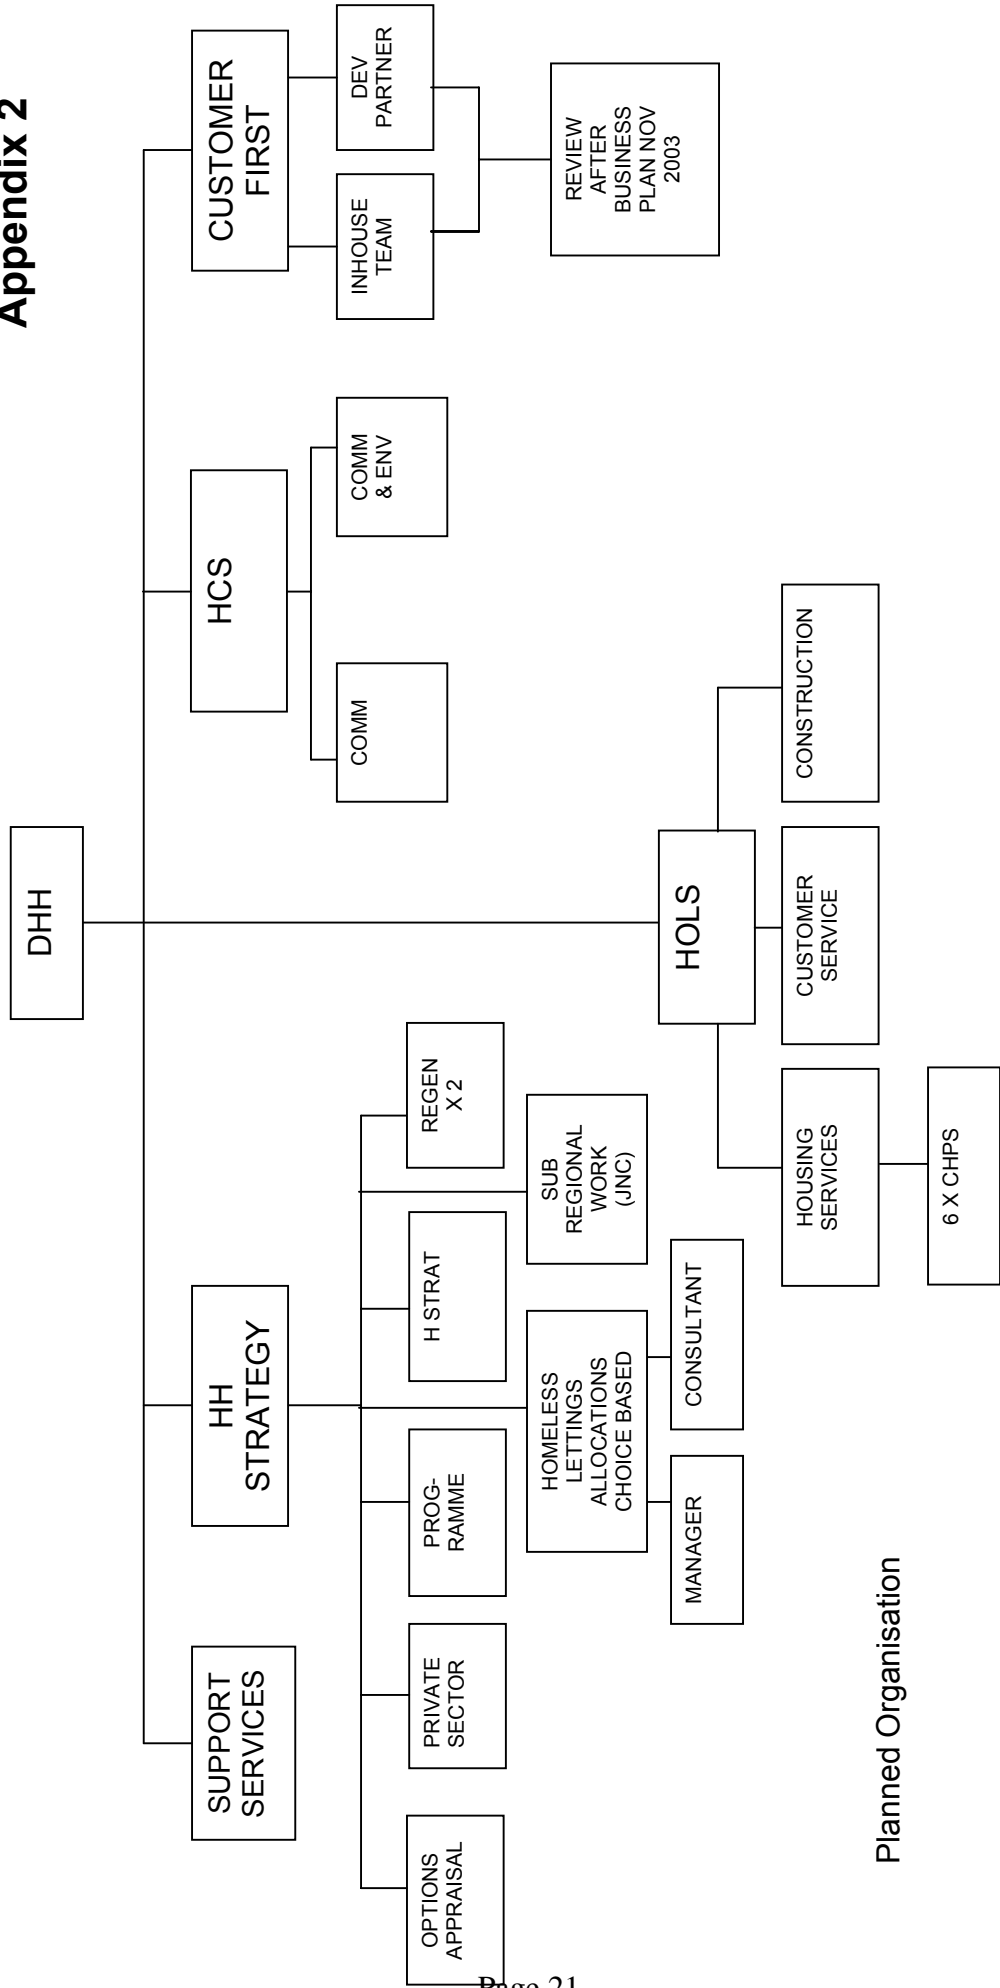 Appendix 2
DHH
SUPPORT
SERVICES
HH
STRATEGY
HCS
CUSTOMER
FIRST
COMM
COMM
& ENV
INHOUSE
TEAM
DEV
PARTNER
OPTIONS
APPRAISAL
PRIVATE
SECTOR
PROG-
RAMME
H STRAT
REGEN
X 2
HOMELESS
LETTINGS
ALLOCATIONS
CHOICE BASED
SUB
REGIONAL
WORK
(JNC)
REVIEW
AFTER
BUSINESS
PLAN NOV
2003
MANAGER
CONSULTANT
HOLS
HOUSING
SERVICES
CUSTOMER
SERVICE
CONSTRUCTION
6 X CHPS
Planned Organisation
Page 21